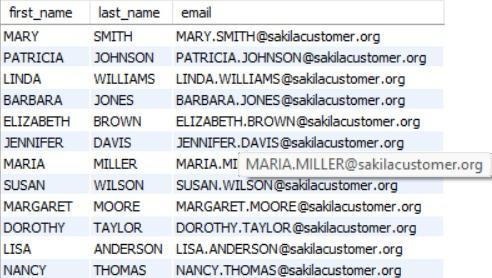 first_name last_name email
MARY SMITH MARY.SMITH@sakilacustomer.org
PATRICIA JOHNSON PATRICIA.JOHNSON@sakilacustomer.org
LINDA WILLIAMS LINDA.WILLIAMS@sakilacustomer.org
BARBARA JONES BARBARA.JONES@sakilacustomer.org
ELIZABETH BROWN ELIZABETH.BROWN@sakilacustomer.org
JENNIFER DAVIS JENNIFER.DAVIS@sakilacustomer.org
MARIA MILLER MARIA.MI MARIA.MILLER@sakilacustomer.org
SUSAN WILSON SUSAN.WILSON@sakilacustomer.org
MARGARET MOORE MARGARET.MOORE@sakilacustomer.org
DOROTHY TAYLOR DOROTHY.TAYLOR@sakilacustomer.org
LISA ANDERSON LISA.ANDERSON@sakilacustomer.org
NANCY THOMAS NANCY.THOMAS@sakilacustomer.org